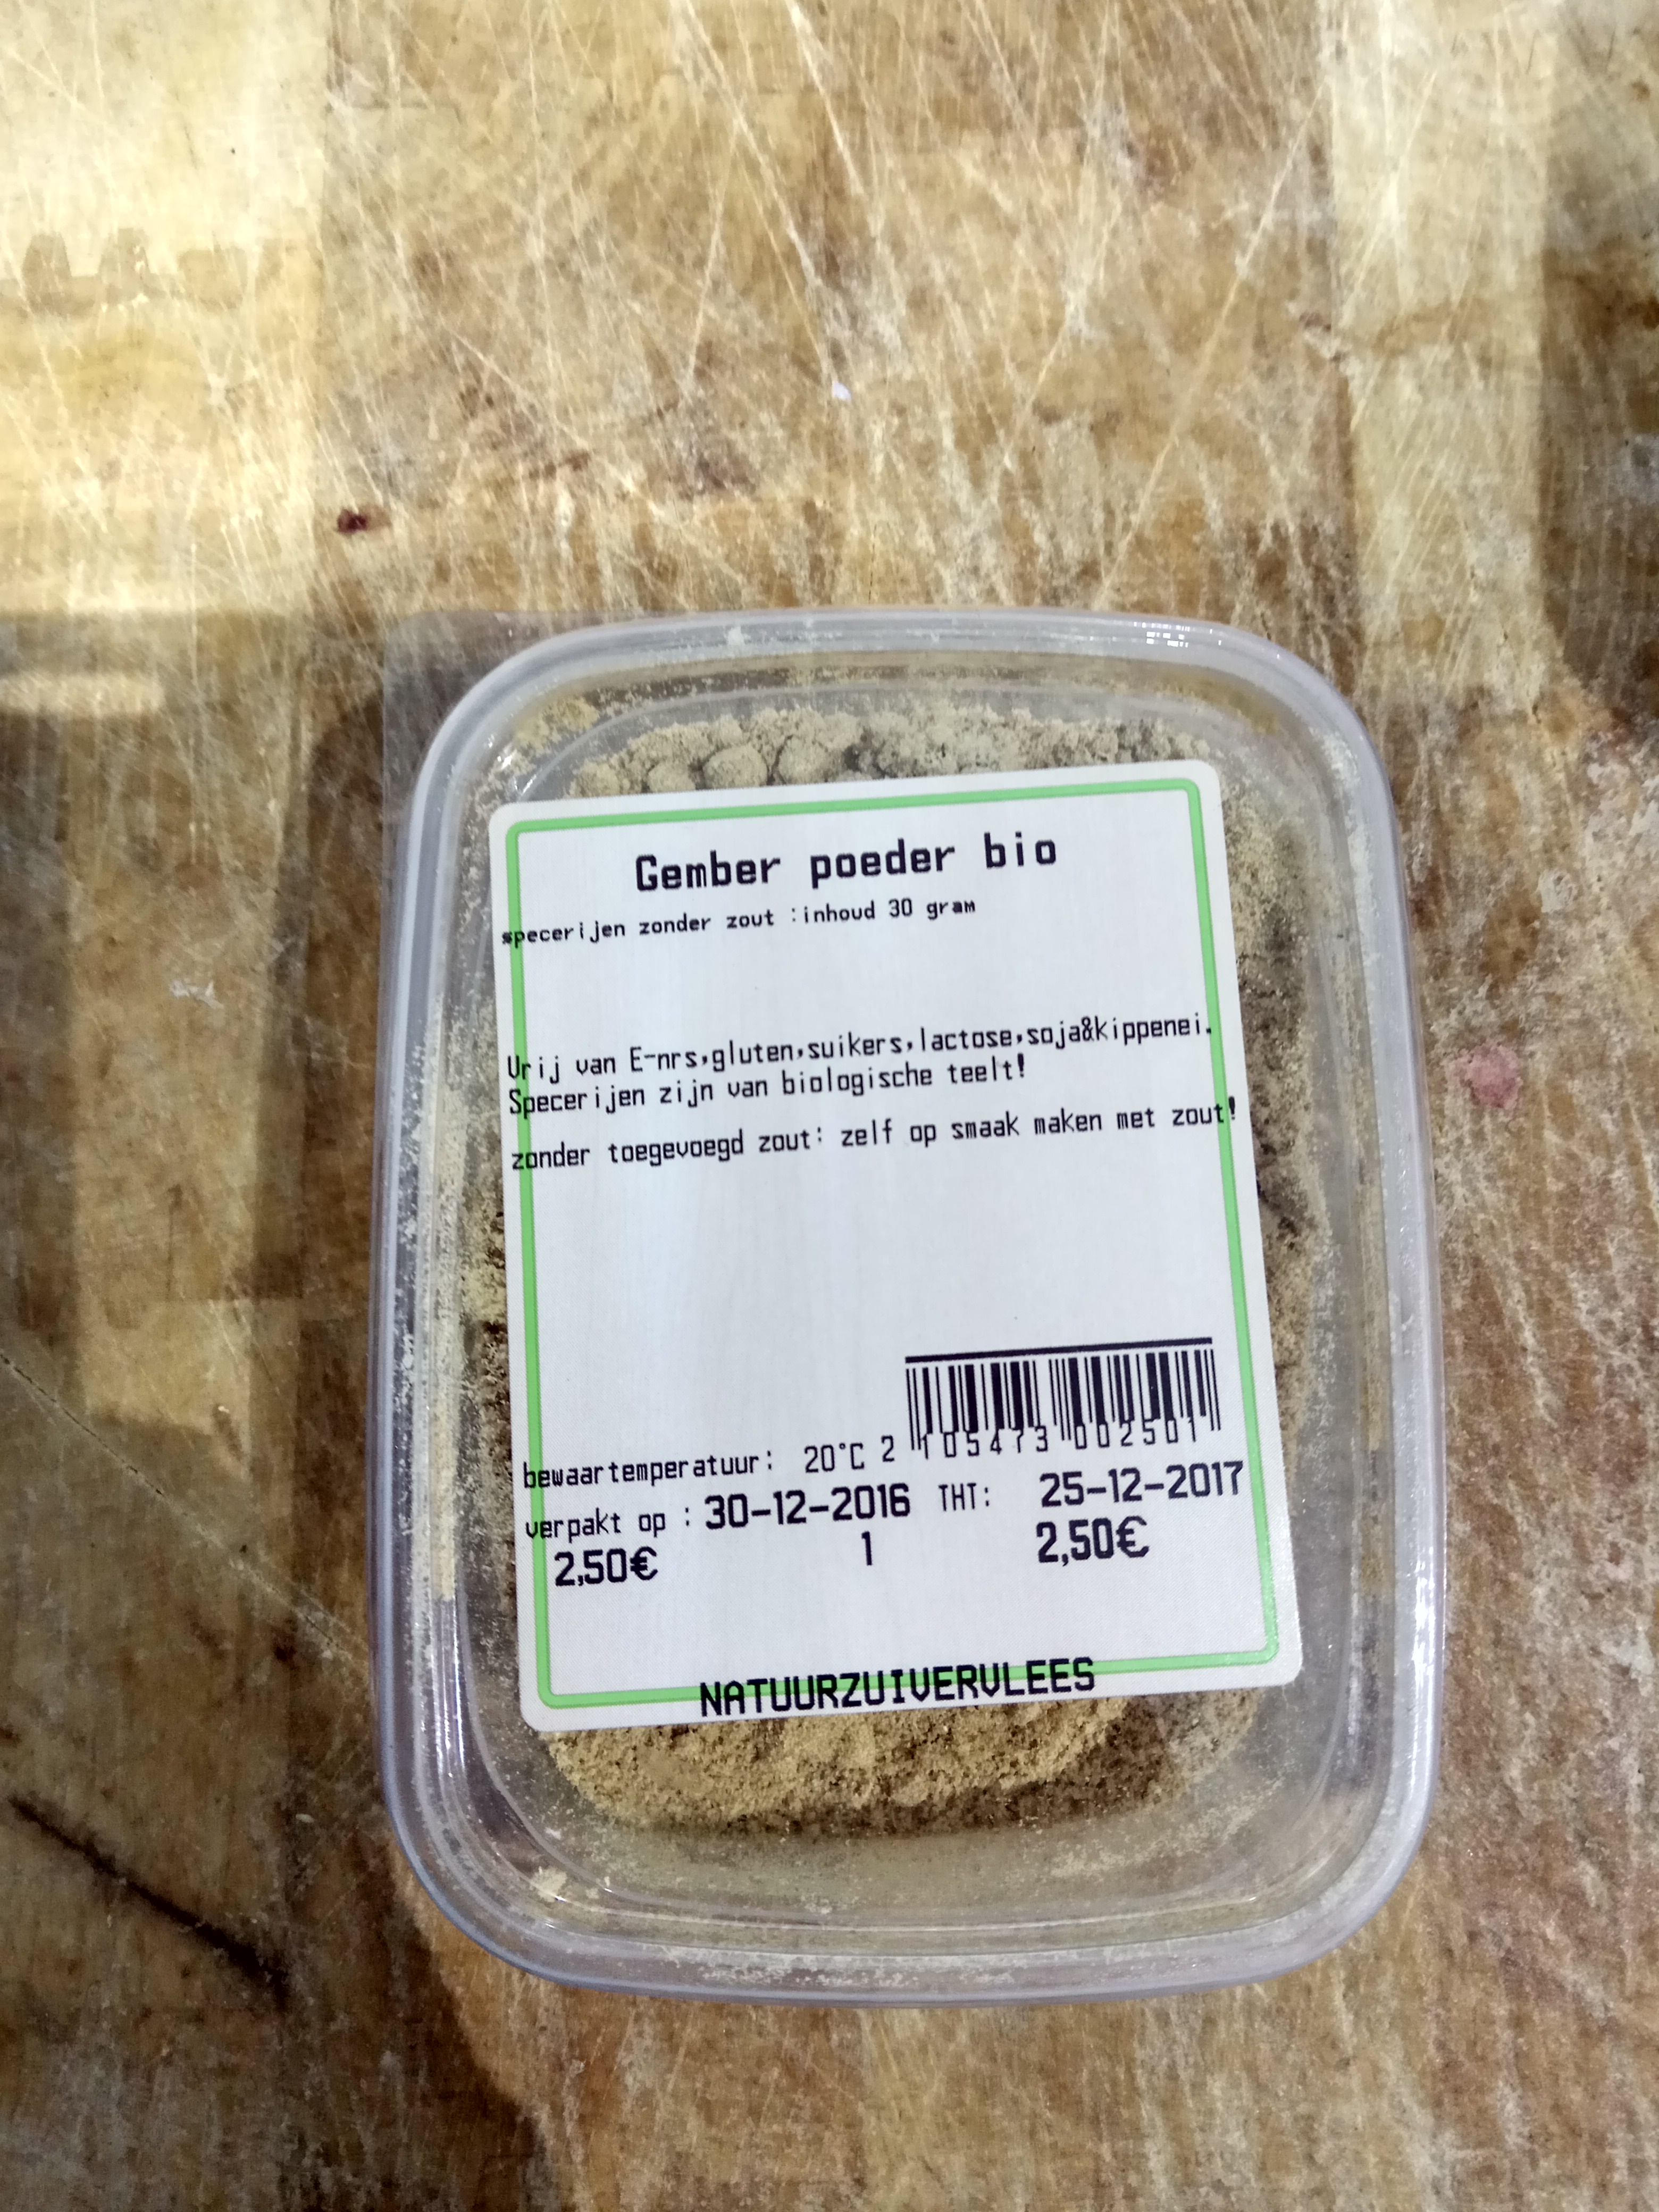 Gember poeder bio
specerijen zonder zout :inhoud 30 gram
Vrij van E-nrs,gluten,suikers,lactose,soja&kippenei.
Specerijen zijn van biologische teelt!
zonder toegevoegd zout: zelf op smaak maken met zout!
bewaartemperatuur: 20°C 2 105473 002501
verpakt op : 30-12-2016 THT: 25-12-2017
2,50€ 1 2,50€
NATUURZUIVERVLEES